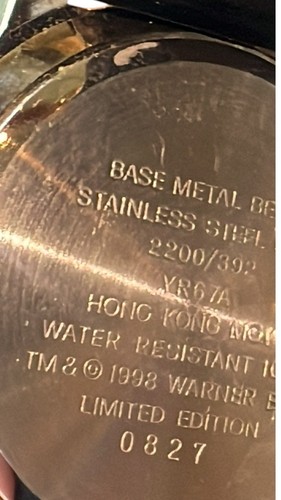 BASE METAL BE
STAINLESS STEEL
2200/392
YR67A
HONG KONG MO
WATER RESISTANT 10
TM & © 1998 WARNER B
LIMITED EDITION
0827